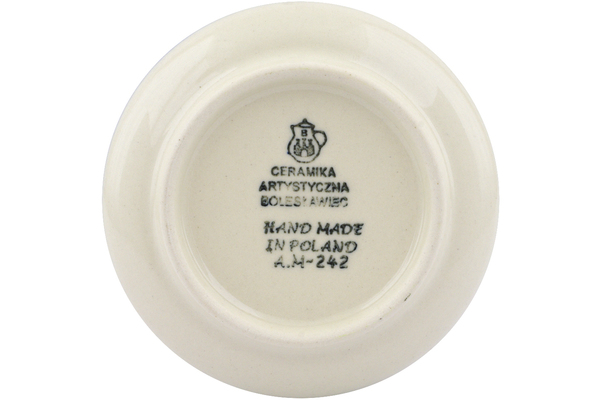 B
CERAMIKA
ARTYSTYCZNA
BOLESŁAWIEC
HAND MADE
IN POLAND
A.M-242